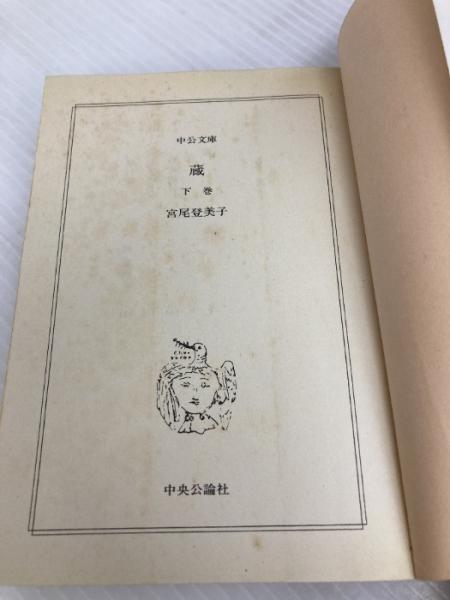 中公文庫
蔵
下巻
宮尾登美子
中央公論社